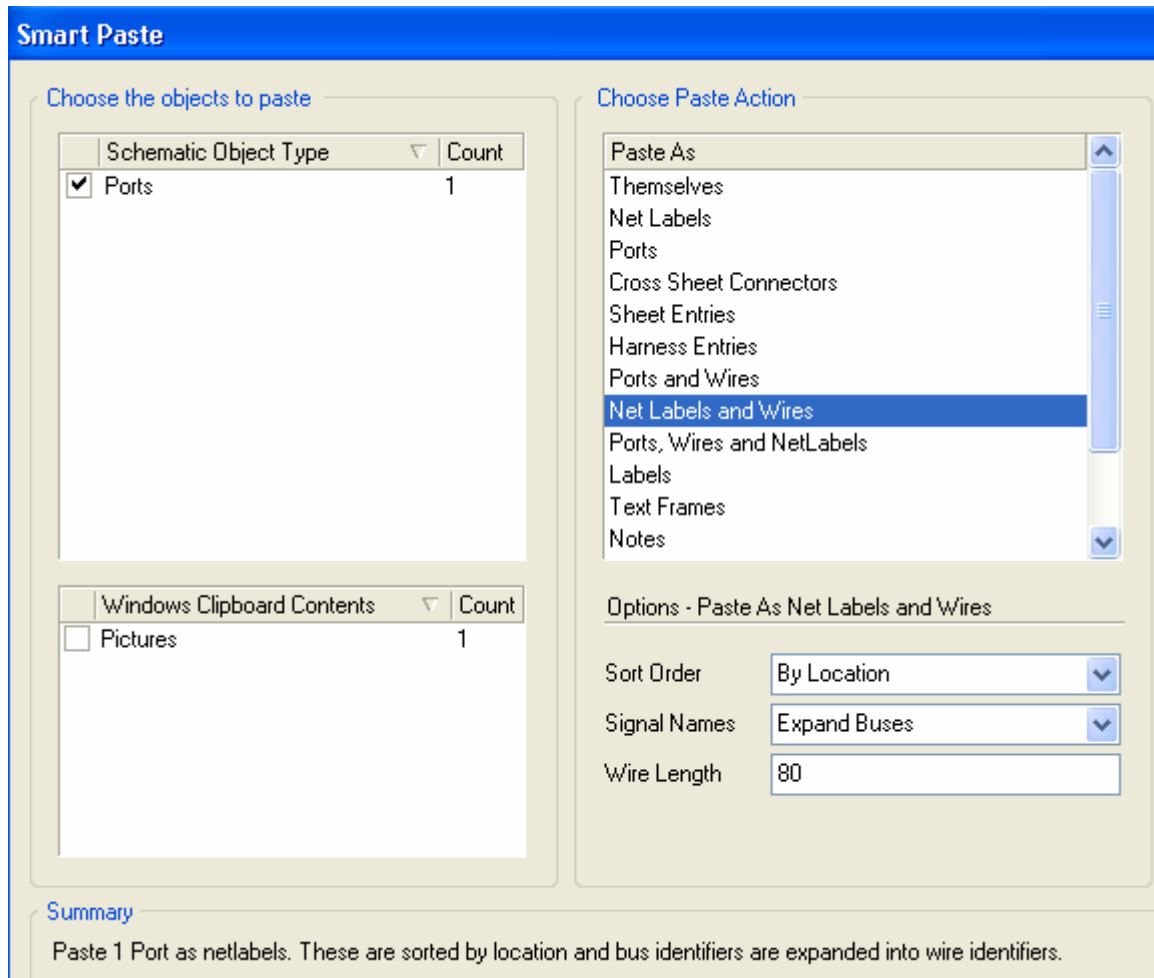 Smart Paste
Choose the objects to paste
Schematic Object Type Count
Ports 1
Windows Clipboard Contents Count
Pictures 1
Choose Paste Action
Paste As
Themselves
Net Labels
Ports
Cross Sheet Connectors
Sheet Entries
Harness Entries
Ports and Wires
Net Labels and Wires
Ports, Wires and NetLabels
Labels
Text Frames
Notes
Options - Paste As Net Labels and Wires
Sort Order By Location
Signal Names Expand Buses
Wire Length 80
Summary
Paste 1 Port as netlabels. These are sorted by location and bus identifiers are expanded into wire identifiers.